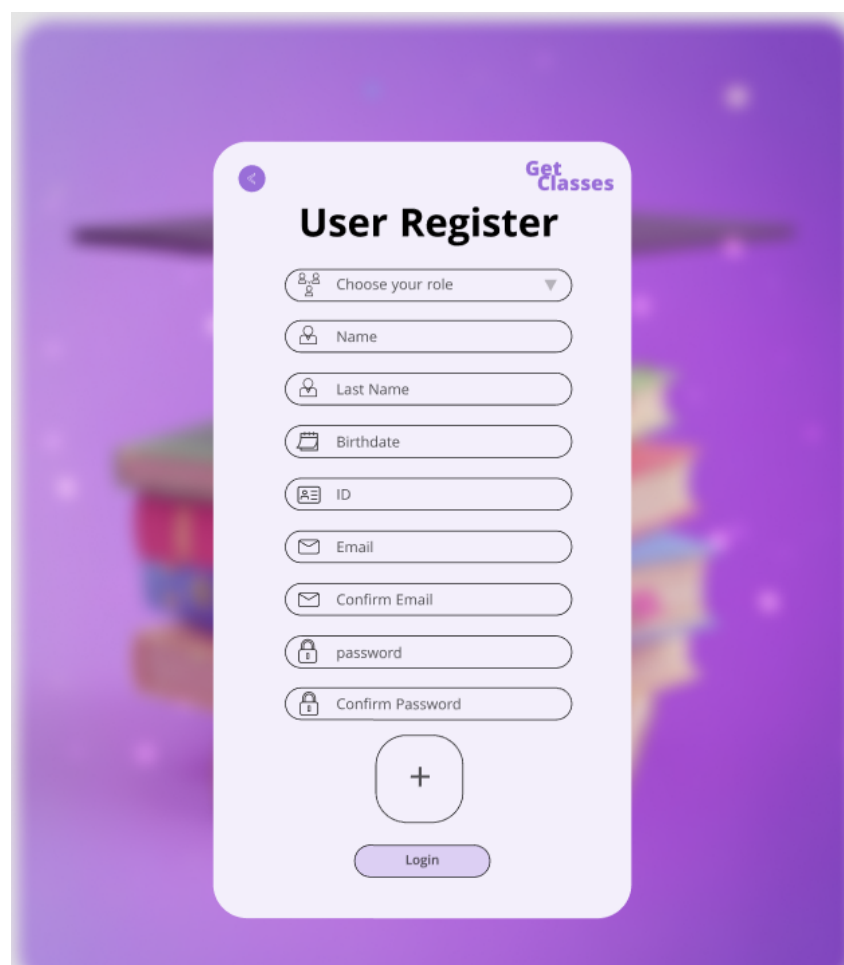 Get
Classes
User Register
Choose your role
Name
Last Name
Birthdate
ID
Email
Confirm Email
password
Confirm Password
+
Login